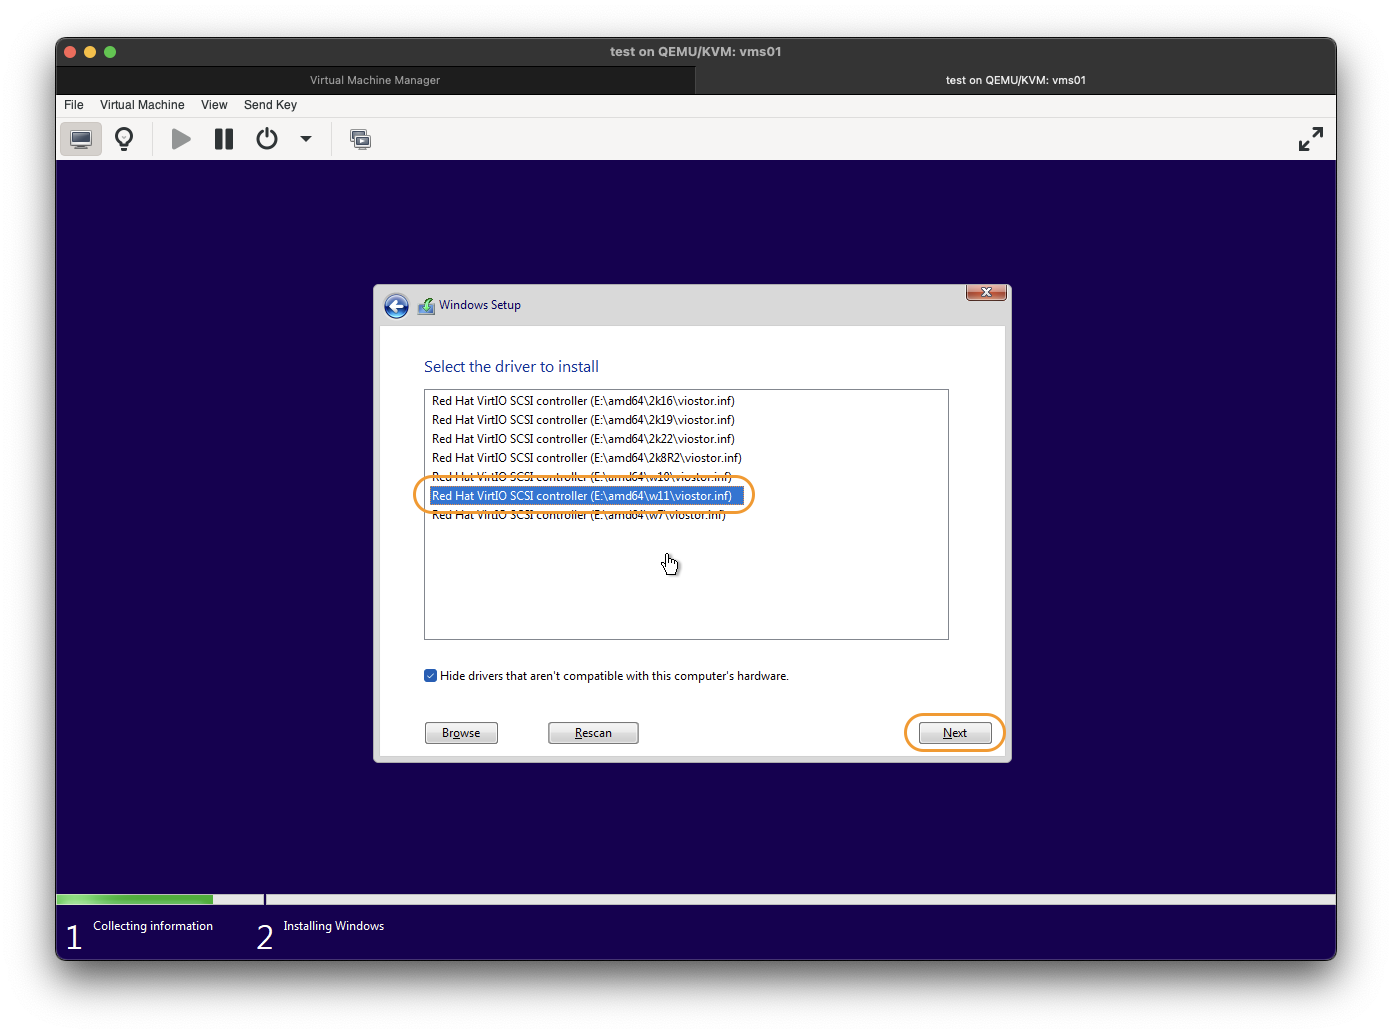 test on QEMU/KVM: vms01
Virtual Machine Manager
test on QEMU/KVM: vms01
File Virtual Machine View Send Key
Windows Setup
Select the driver to install
Red Hat VirtIO SCSI controller (E:\amd64\2k16\viostor.inf)
Red Hat VirtIO SCSI controller (E:\amd64\2k19\viostor.inf)
Red Hat VirtIO SCSI controller (E:\amd64\2k22\viostor.inf)
Red Hat VirtIO SCSI controller (E:\amd64\2k8R2\viostor.inf)
Red Hat VirtIO SCSI controller (E:\amd64\w10\viostor.inf)
Red Hat VirtIO SCSI controller (E:\amd64\w11\viostor.inf)
Red Hat VirtIO SCSI controller (E:\amd64\w7\viostor.inf)
Hide drivers that aren't compatible with this computer's hardware.
Browse Rescan Next
1 Collecting information 2 Installing Windows